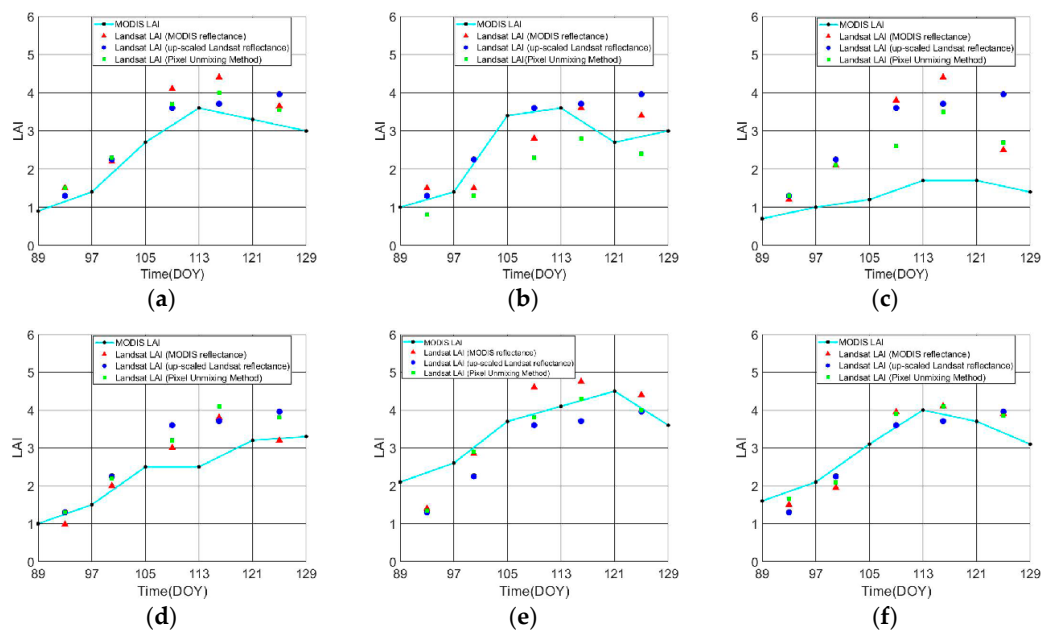 6
5
4
3
2
1
0
LAI
MODIS LAI
Landsat LAI (MODIS reflectance)
Landsat LAI (up-scaled Landsat reflectance)
Landsat LAI (Pixel Unmixing Method)
89 97 105 113 121 129
Time(DOY)
(a)
6
5
4
3
2
1
0
LAI
MODIS LAI
Landsat LAI (MODIS reflectance)
Landsat LAI (up-scaled Landsat reflectance)
Landsat LAI(Pixel Unmixing Method)
89 97 105 113 121 129
Time(DOY)
(b)
6
5
4
3
2
1
0
LAI
MODIS LAI
Landsat LAI (MODIS reflectance)
Landsat LAI (up-scaled Landsat reflectance)
Landsat LAI (Pixel Unmixing Method)
89 97 105 113 121 129
Time(DOY)
(c)
6
5
4
3
2
1
0
LAI
MODIS LAI
Landsat LAI (MODIS reflectance)
Landsat LAI (up-scaled Landsat reflectance)
Landsat LAI (Pixel Unmixing Method)
89 97 105 113 121 129
Time(DOY)
(d)
6
5
4
3
2
1
0
LAI
MODIS LAI
Landsat LAI (MODIS reflectance)
Landsat LAI (up-scaled Landsat reflectance)
Landsat LAI (Pixel Unmixing Method)
89 97 105 113 121 129
Time(DOY)
(e)
6
5
4
3
2
1
0
LAI
MODIS LAI
Landsat LAI (MODIS reflectance)
Landsat LAI (up-scaled Landsat reflectance)
Landsat LAI (Pixel Unmixing Method)
89 97 105 113 121 129
Time(DOY)
(f)